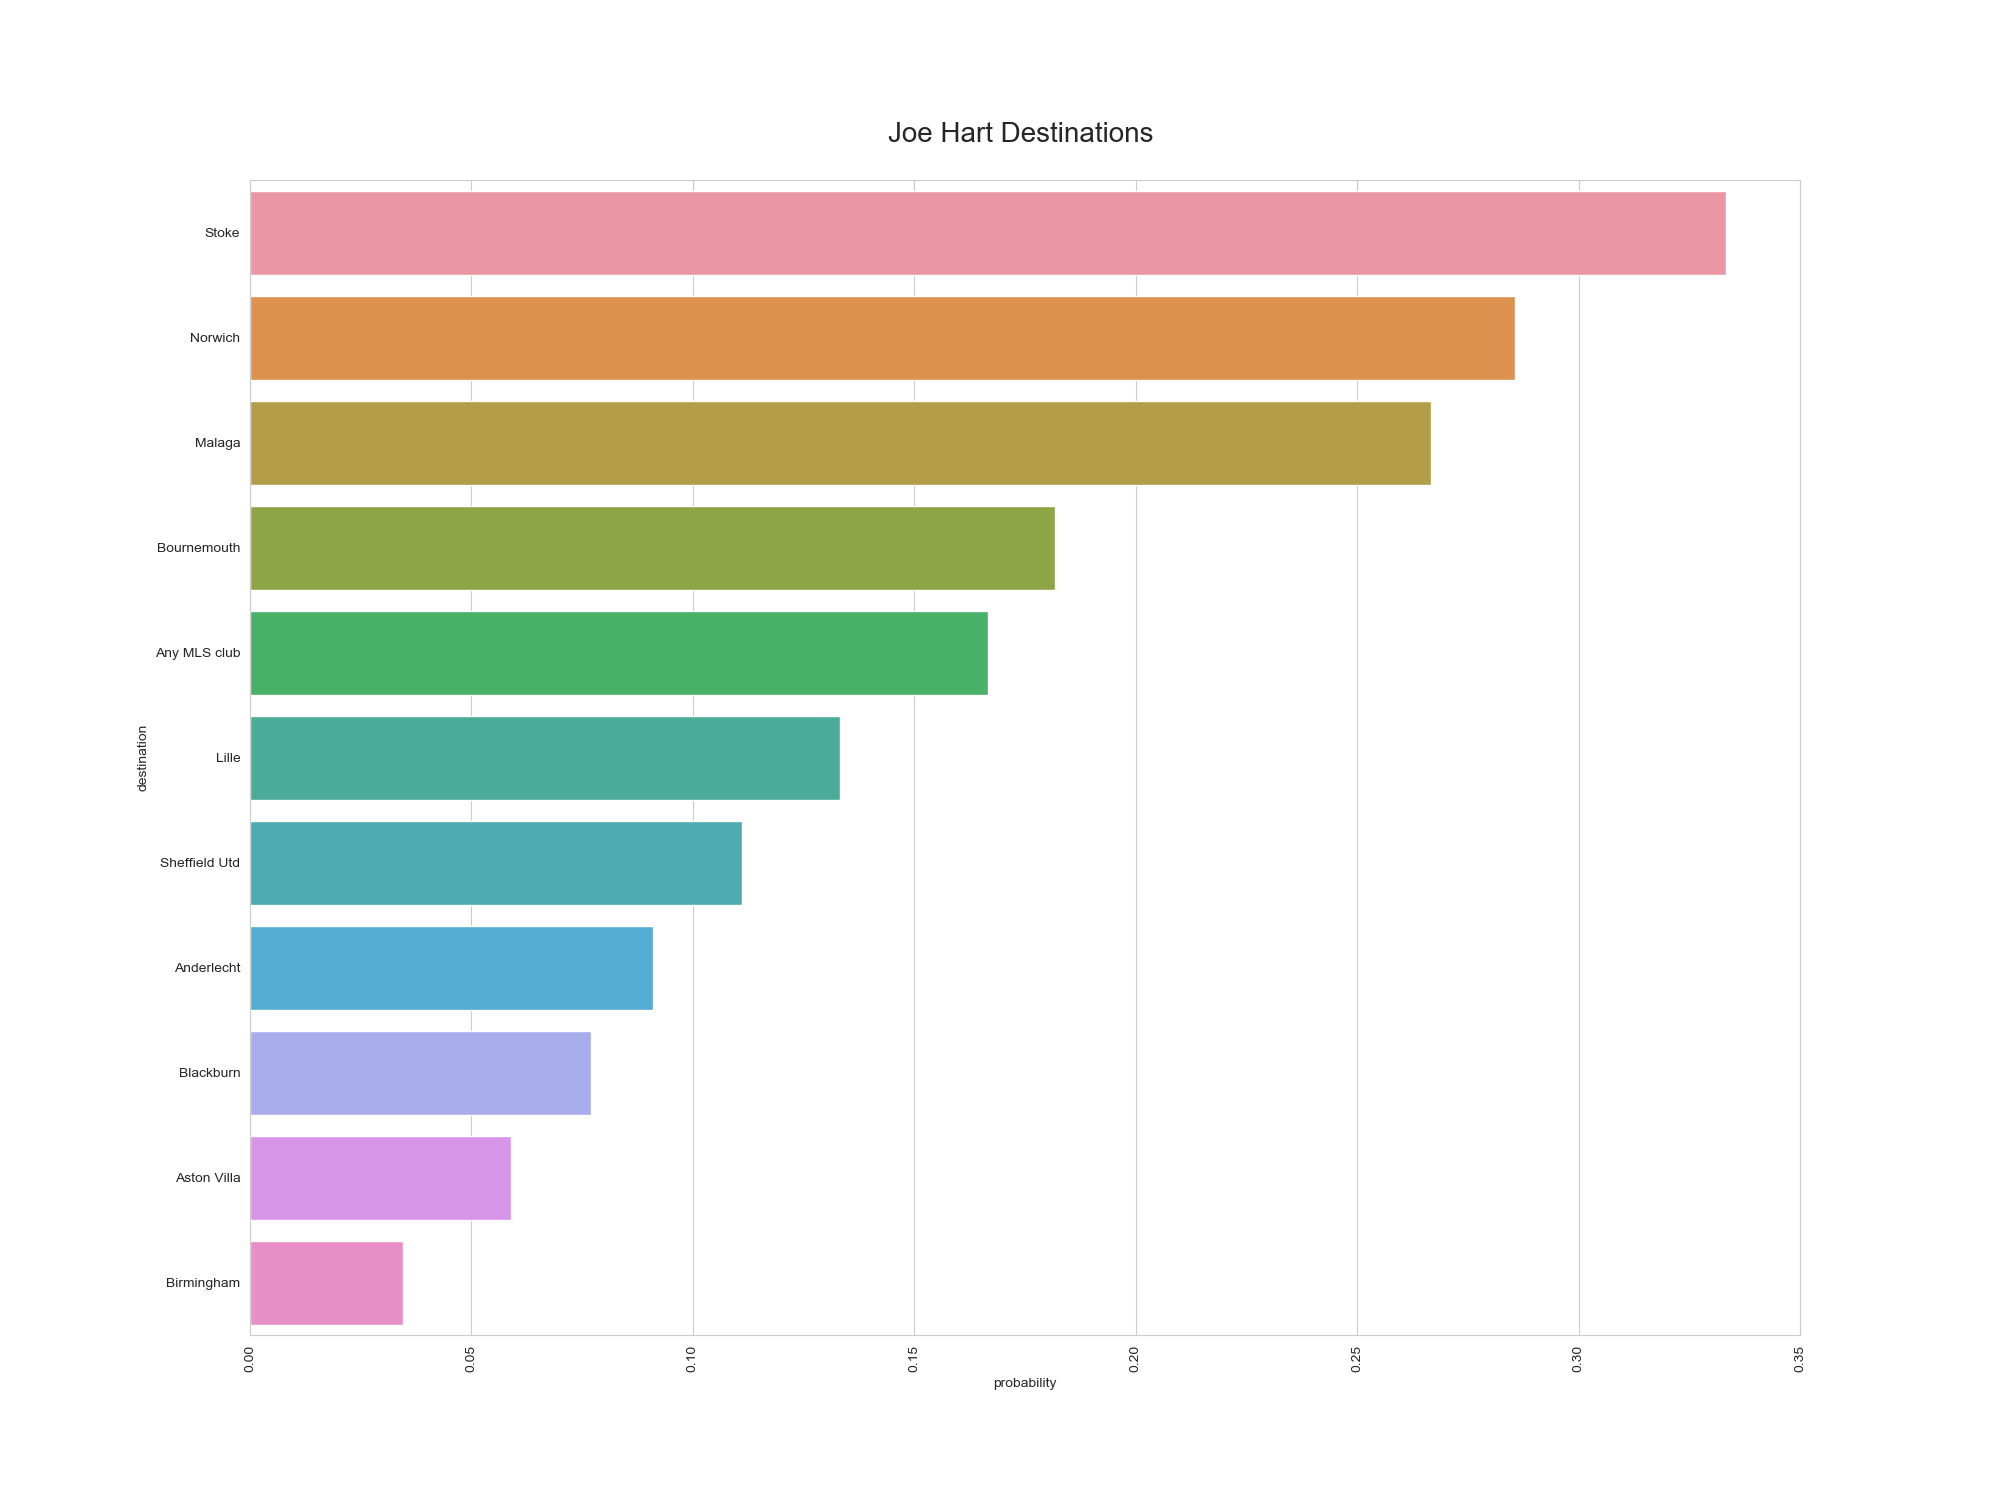 Joe Hart Destinations
Stoke
Norwich
Malaga
Bournemouth
Any MLS club
Lille
Sheffield Utd
Anderlecht
Blackburn
Aston Villa
Birmingham
destination
0.00
0.05
0.10
0.15
0.20
0.25
0.30
0.35
probability